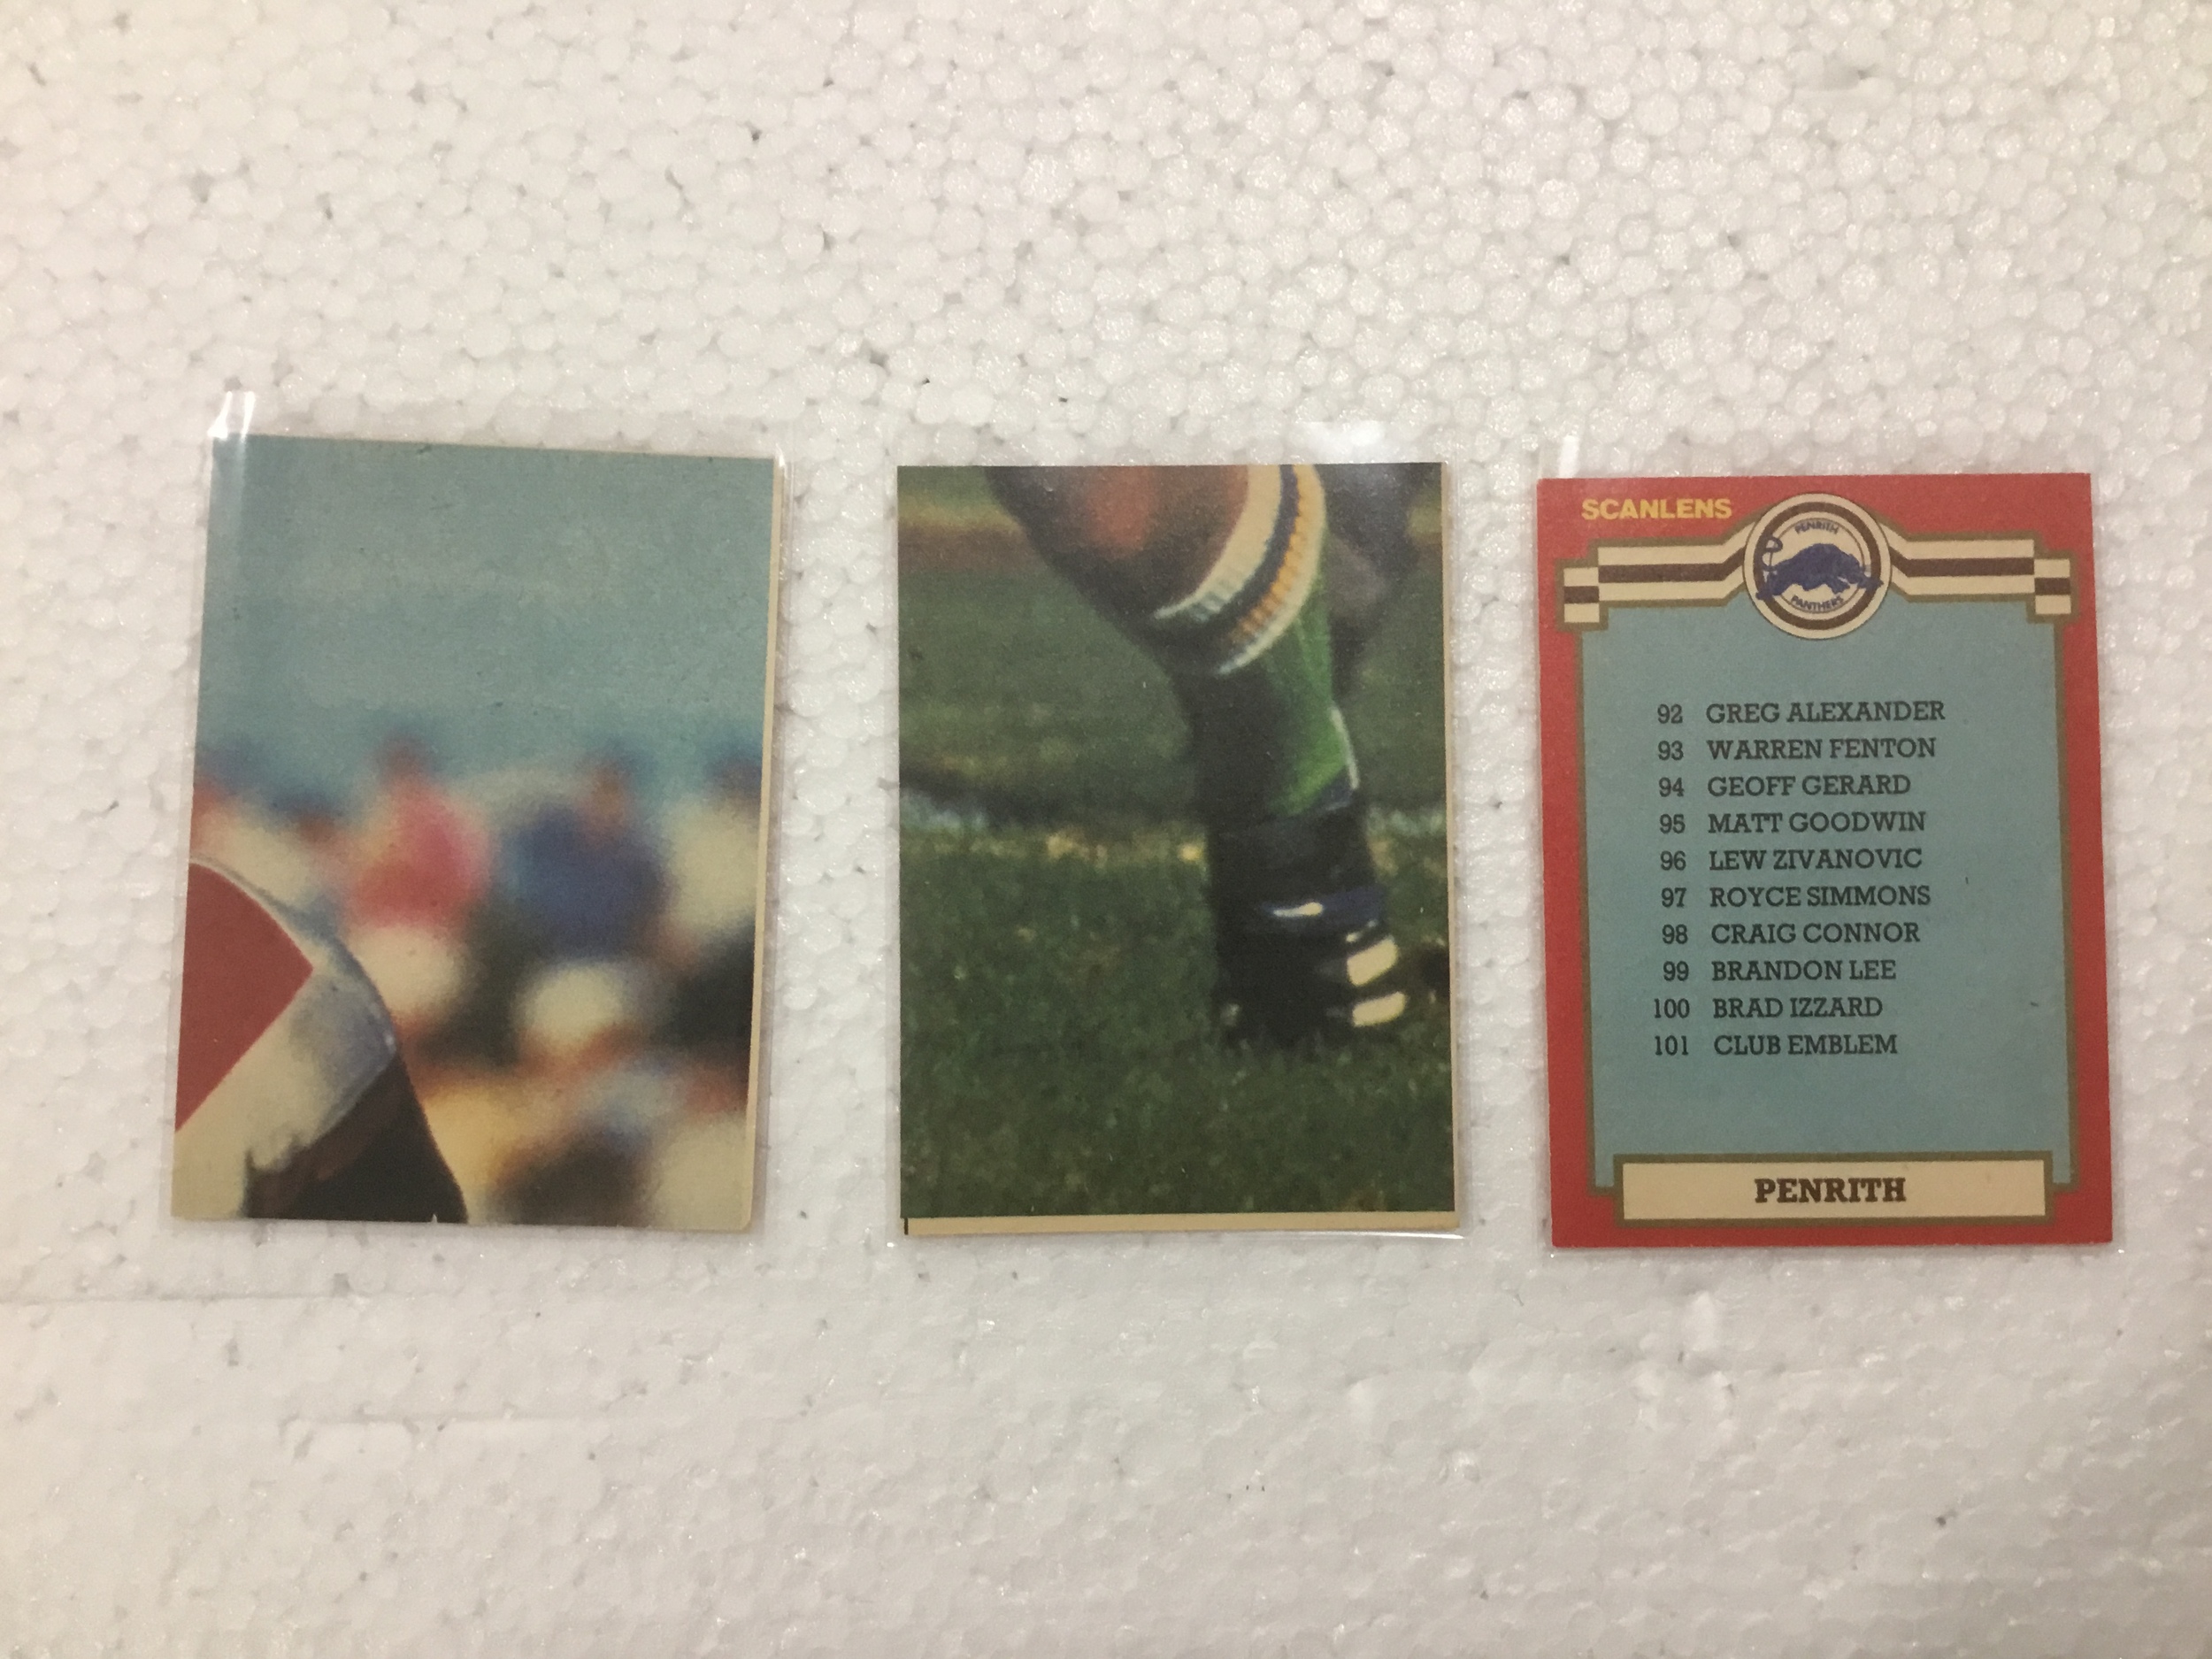 SCANLENS
PENRITH
PANTHERS
92 GREG ALEXANDER
93 WARREN FENTON
94 GEOFF GERARD
95 MATT GOODWIN
96 LEW ZIVANOVIC
97 ROYCE SIMMONS
98 CRAIG CONNOR
99 BRANDON LEE
100 BRAD IZZARD
101 CLUB EMBLEM
PENRITH